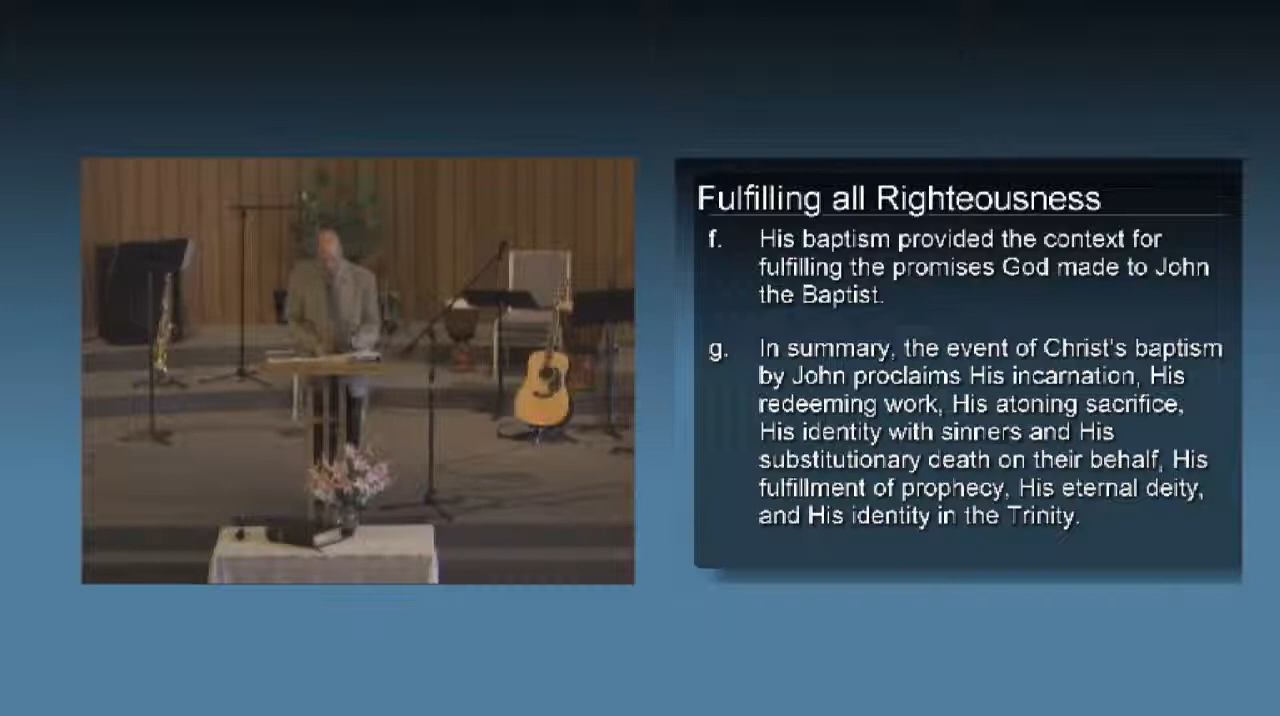 Fulfilling all Righteousness
f. His baptism provided the context for
fulfilling the promises God made to John
the Baptist.
g. In summary, the event of Christ's baptism
by John proclaims His incarnation, His
redeeming work, His atoning sacrifice,
His identity with sinners and His
substitutionary death on their behalf, His
fulfillment of prophecy, His eternal deity,
and His identity in the Trinity.